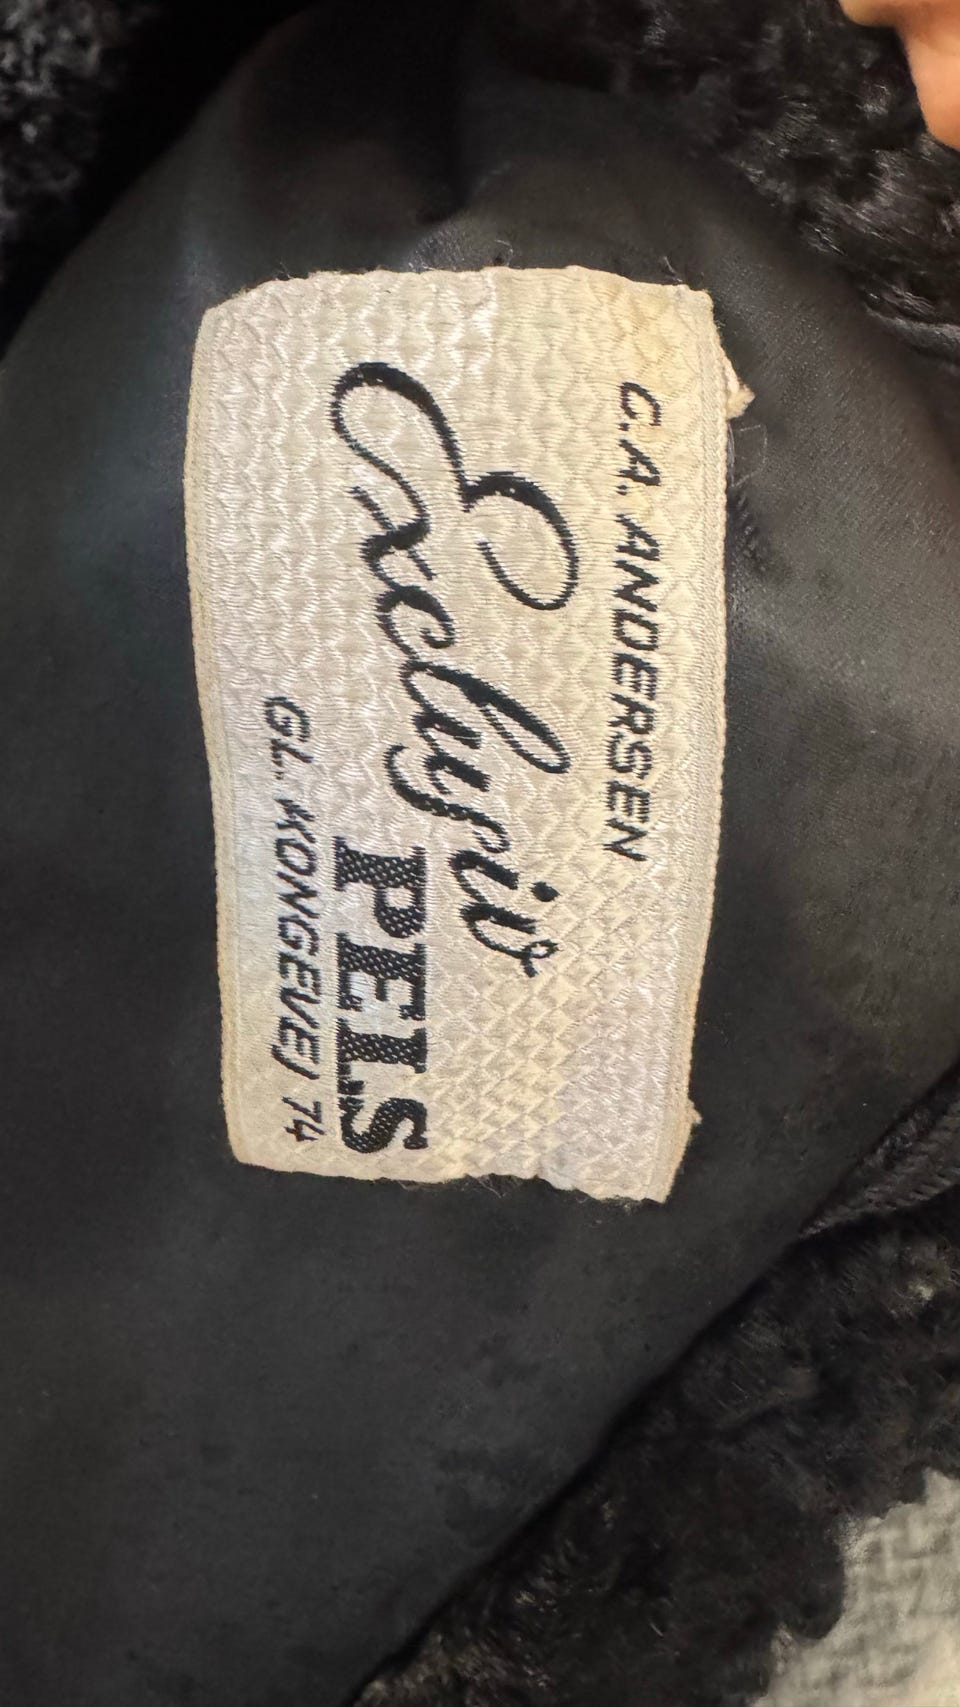 C.A. ANDERSEN
Exclusiv
PELS
GL. KONGEVEJ 74